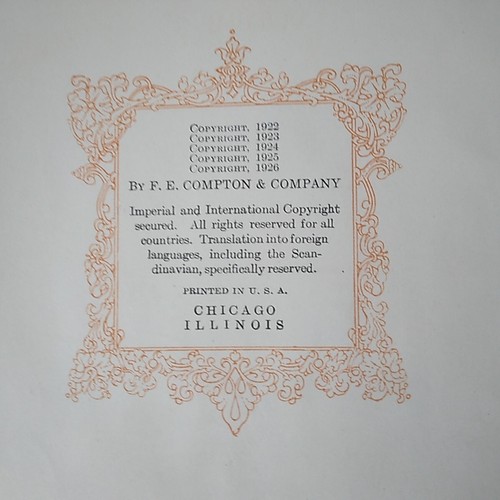 COPYRIGHT, 1922
COPYRIGHT, 1923
COPYRIGHT, 1924
COPYRIGHT, 1925
COPYRIGHT, 1926
BY F. E. COMPTON & COMPANY
Imperial and International Copyright
secured. All rights reserved for all
countries. Translation into foreign
languages, including the Scan-
dinavian, specifically reserved.
PRINTED IN U. S. A.
CHICAGO
ILLINOIS